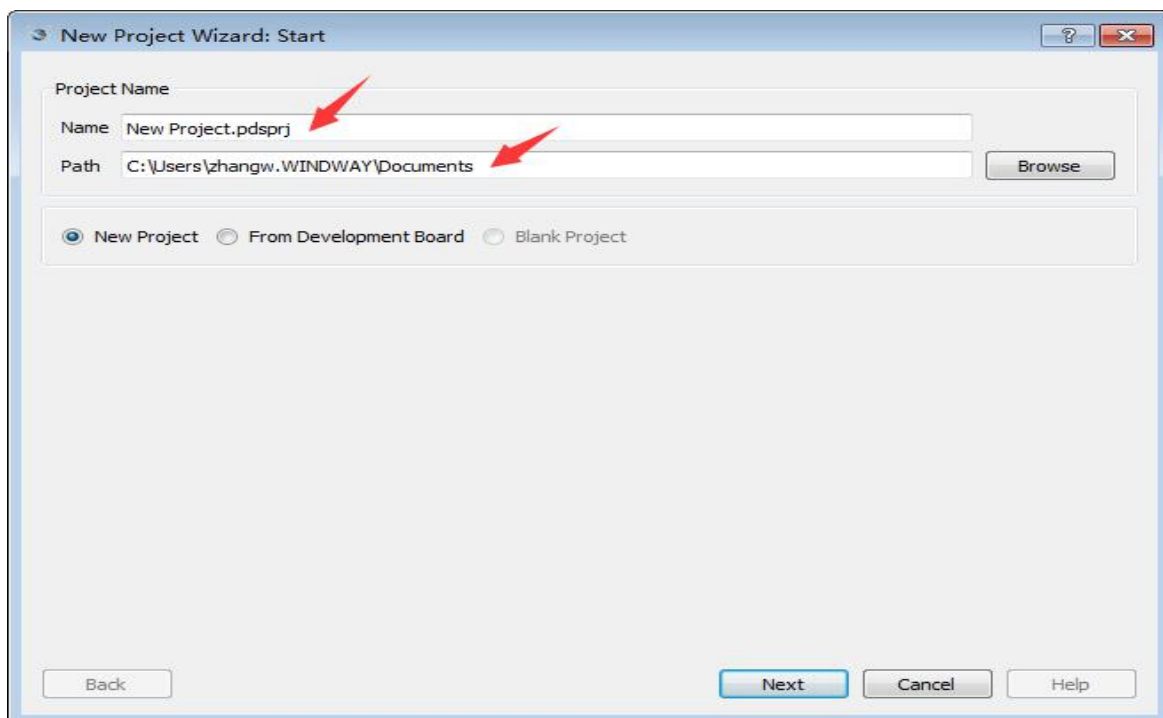 New Project Wizard: Start
Project Name
Name New Project.pdsprj
Path C:\Users\zhangw.WINDWAY\Documents Browse
New Project From Development Board Blank Project
Back Next Cancel Help